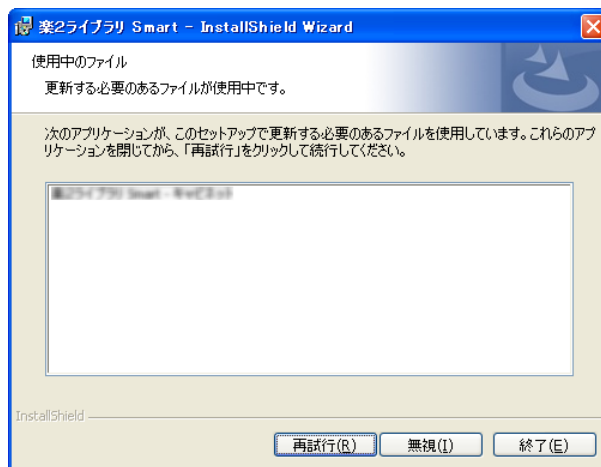 楽2ライブラリ Smart - InstallShield Wizard
使用中のファイル
更新する必要のあるファイルが使用中です。
次のアプリケーションが、このセットアップで更新する必要のあるファイルを使用しています。これらのアプ
リケーションを閉じてから、「再試行」をクリックして続行してください。
InstallShield
再試行(R)
無視(I)
終了(E)